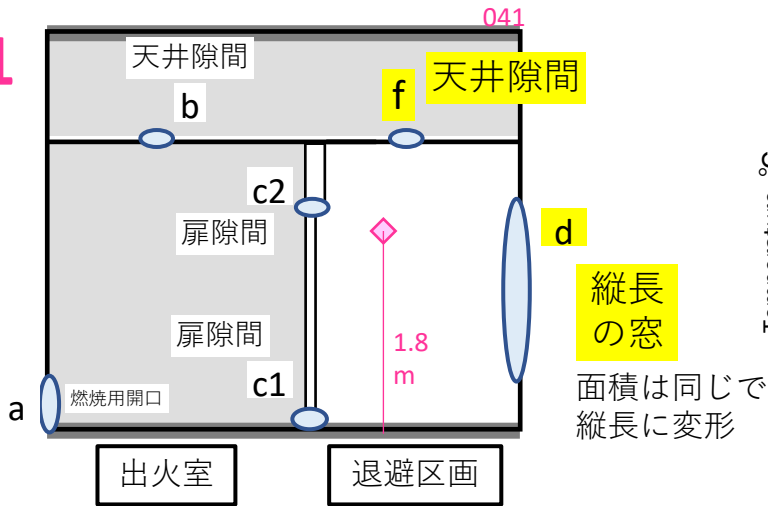 041
1
天井隙間
天井隙間
b
f
c2
扉隙間
d
縦長
の窓
扉隙間
1.8
m
c1
a
燃焼用開口
面積は同じで
縦長に変形
出火室
退避区画